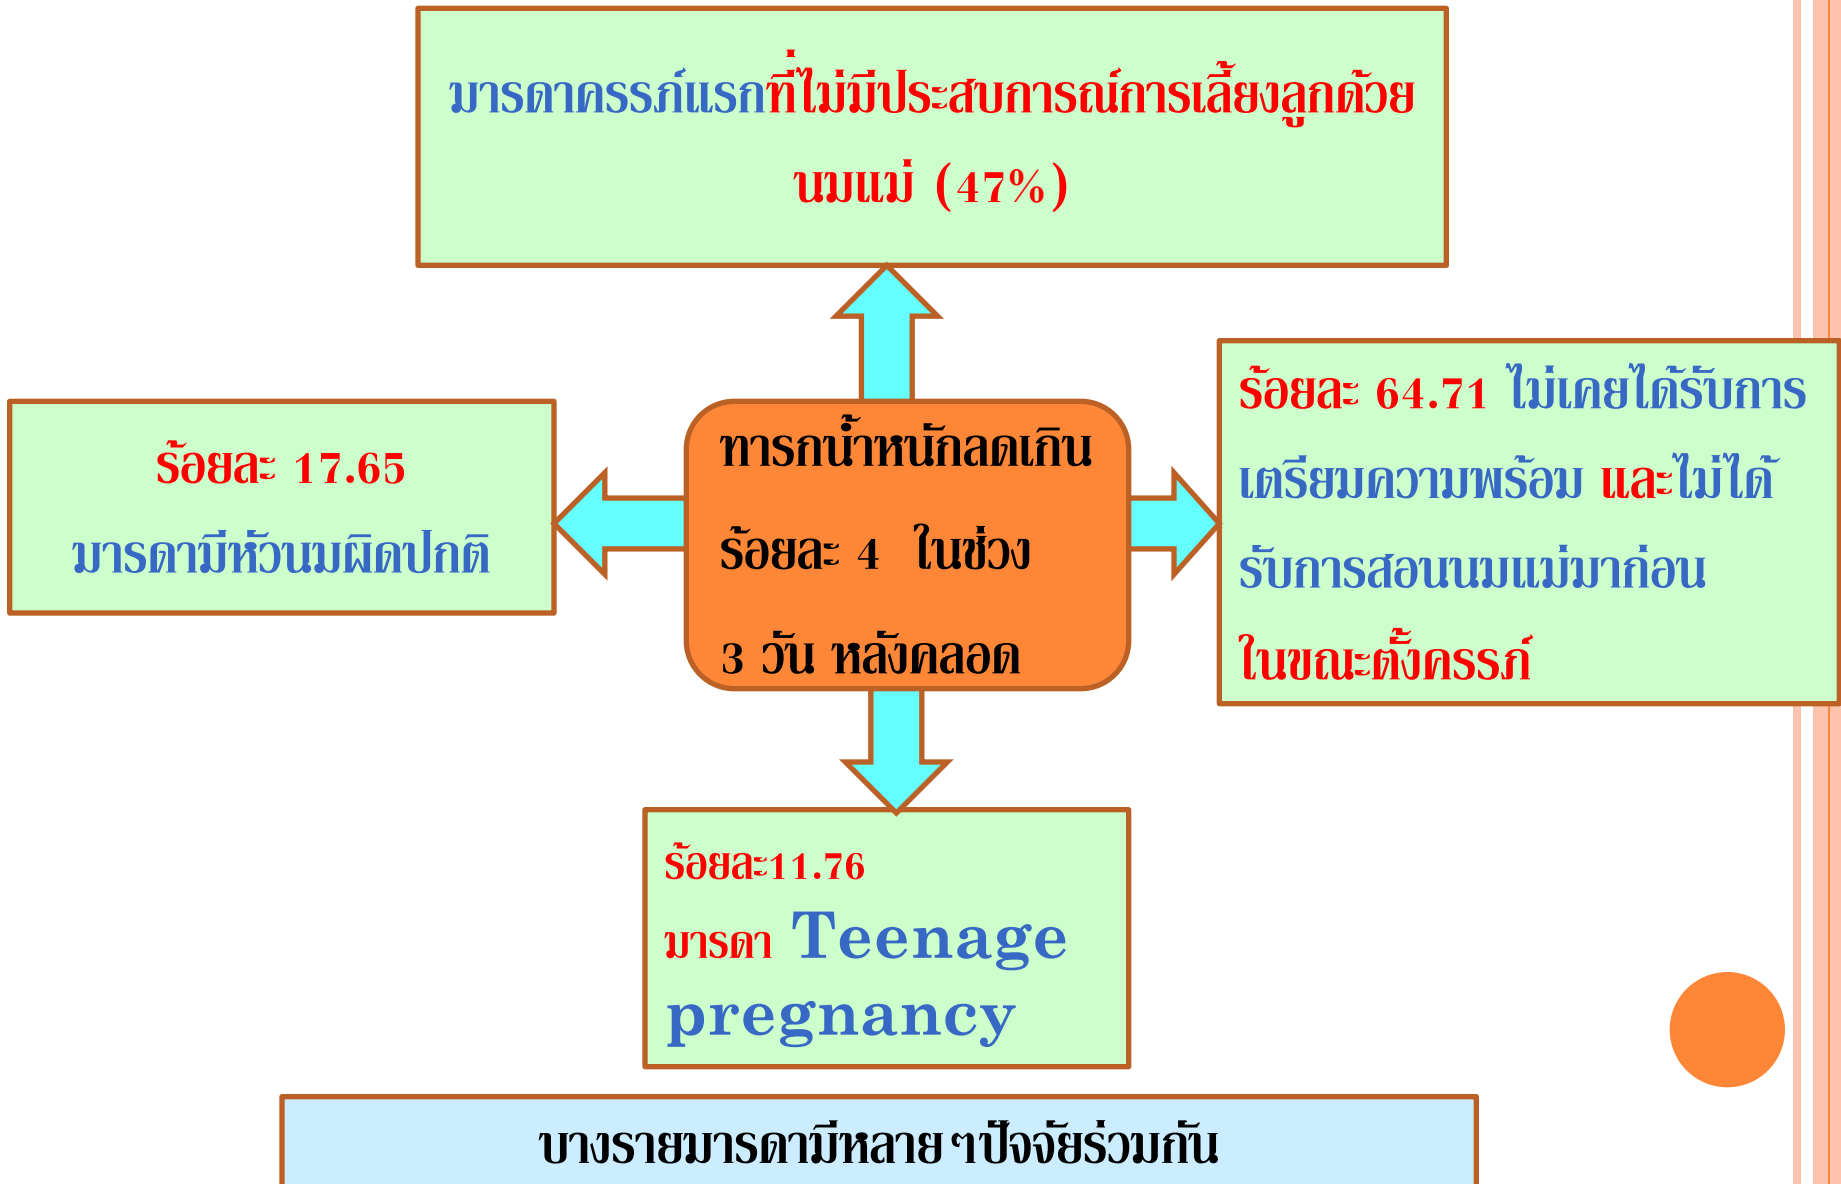 มารดาครรภ์แรกที่ไม่มีประสบการณ์การเลี้ยงลูกด้วย
นมแม่ (47%)
ร้อยละ 17.65
มารดามีหัวนมผิดปกติ
ทารกน้ำหนักลดเกิน
ร้อยละ 4 ในช่วง
3 วัน หลังคลอด
ร้อยละ 64.71 ไม่เคยได้รับการ
เตรียมความพร้อม และไม่ได้
รับการสอนนมแม่มาก่อน
ในขณะตั้งครรภ์
ร้อยละ11.76
มารดา Teenage
pregnancy
บางรายมารดามีหลายๆปัจจัยร่วมกัน